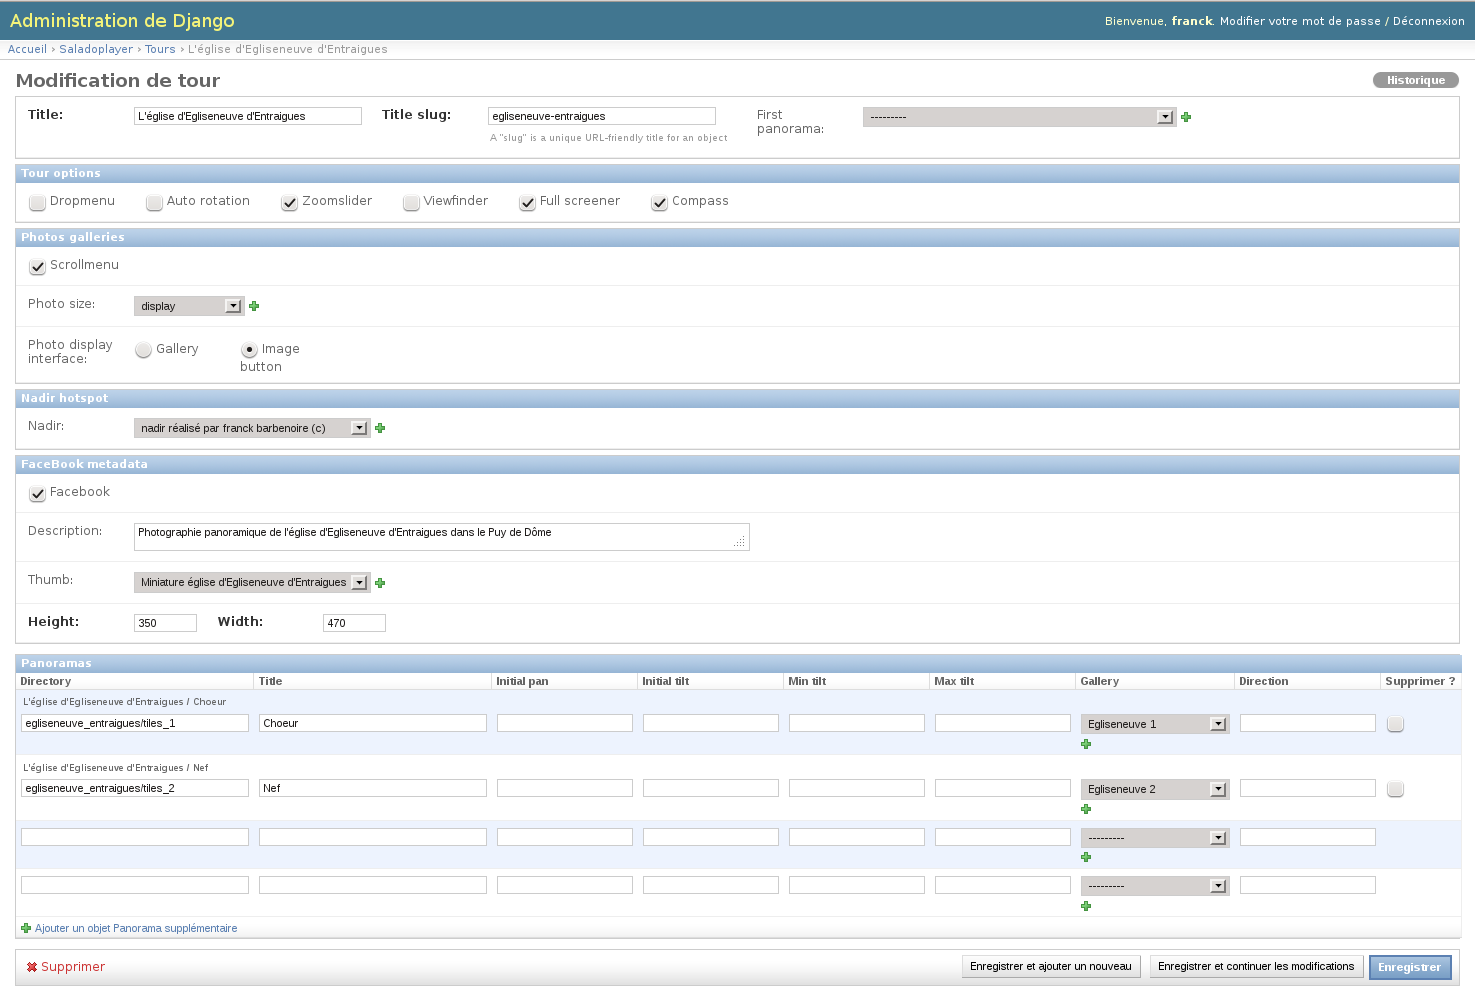 Administration de Django
Bienvenue, franck. Modifier votre mot de passe / Déconnexion
Accueil › Saladoplayer › Tours › L'église d'Egliseneuve d'Entraigues
Modification de tour
Historique
Title: L'église d'Egliseneuve d'Entraigues Title slug: egliseneuve-entraigues First panorama: ---------
A "slug" is a unique URL-friendly title for an object
Tour options
Dropmenu Auto rotation Zoomslider Viewfinder Full screener Compass
Photos galleries
Scrollmenu
Photo size: display
Photo display interface: Gallery Image button
Nadir hotspot
Nadir: nadir réalisé par franck barbenoire (c)
FaceBook metadata
Facebook
Description: Photographie panoramique de l'église d'Egliseneuve d'Entraigues dans le Puy de Dôme
Thumb: Miniature église d'Egliseneuve d'Entraigues
Height: 350 Width: 470
Panoramas
Directory Title Initial pan Initial tilt Min tilt Max tilt Gallery Direction Supprimer ?
L'église d'Egliseneuve d'Entraigues / Choeur
egliseneuve_entraigues/tiles_1 Choeur Egliseneuve 1
L'église d'Egliseneuve d'Entraigues / Nef
egliseneuve_entraigues/tiles_2 Nef Egliseneuve 2
---------
---------
Ajouter un objet Panorama supplémentaire
Supprimer
Enregistrer et ajouter un nouveau Enregistrer et continuer les modifications Enregistrer